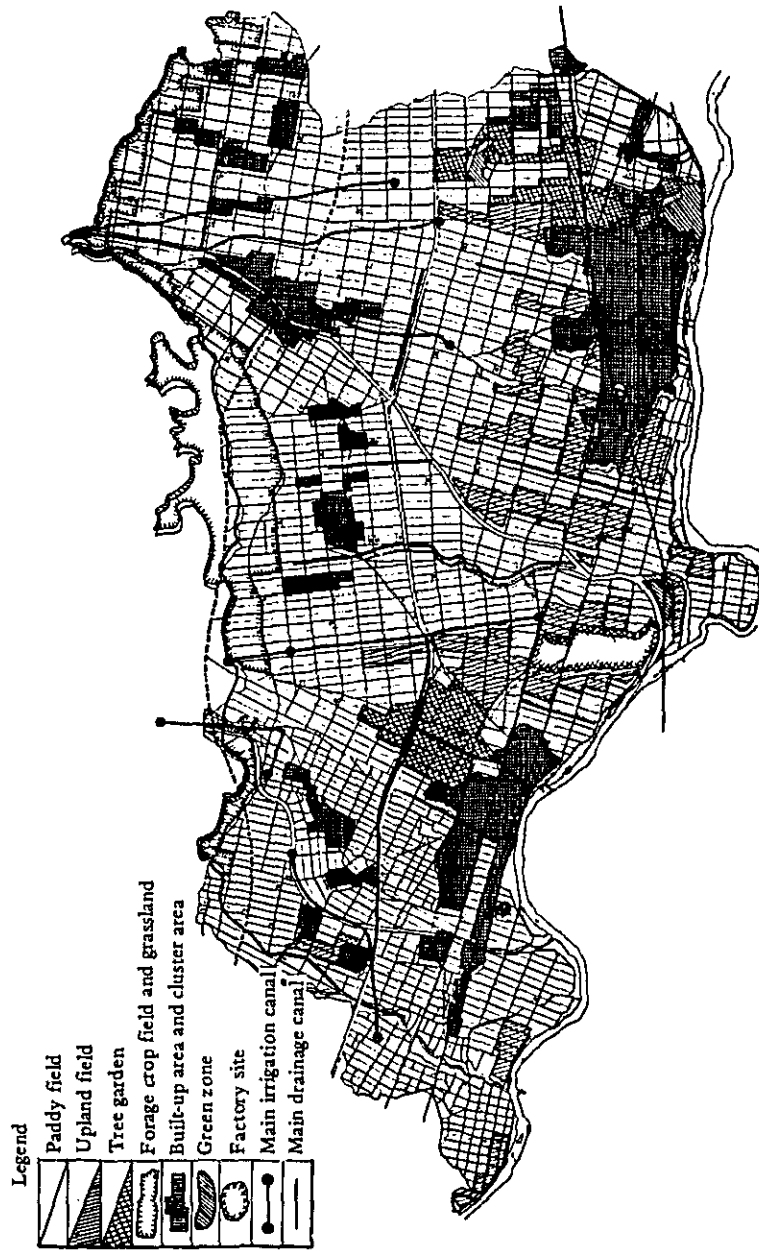 Legend
Paddy field
Upland field
Tree garden
Forage crop field and grassland
Built-up area and cluster area
Green zone
Factory site
Main irrigation canal
Main drainage canal